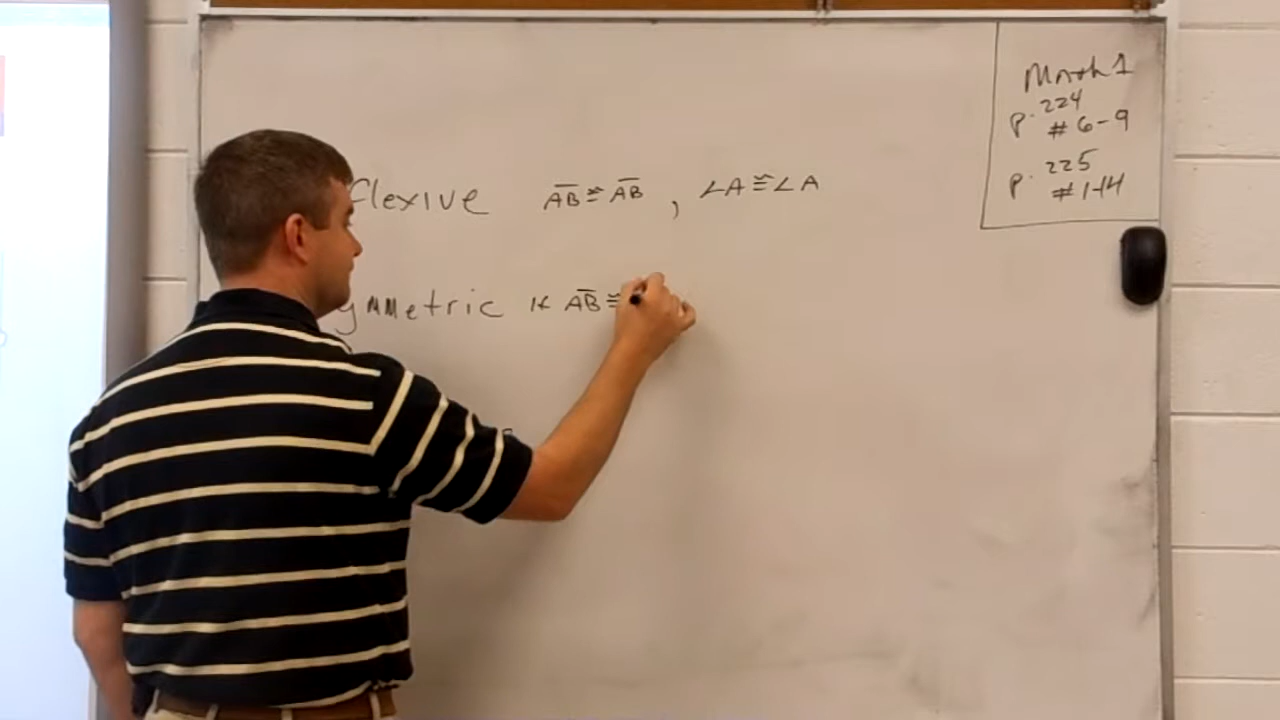 flexive AB ≅ AB , ∠A ≅ ∠A
ymmetric If AB ≅
Math 1
p. 224
# 6-9
p. 225
# 1-14